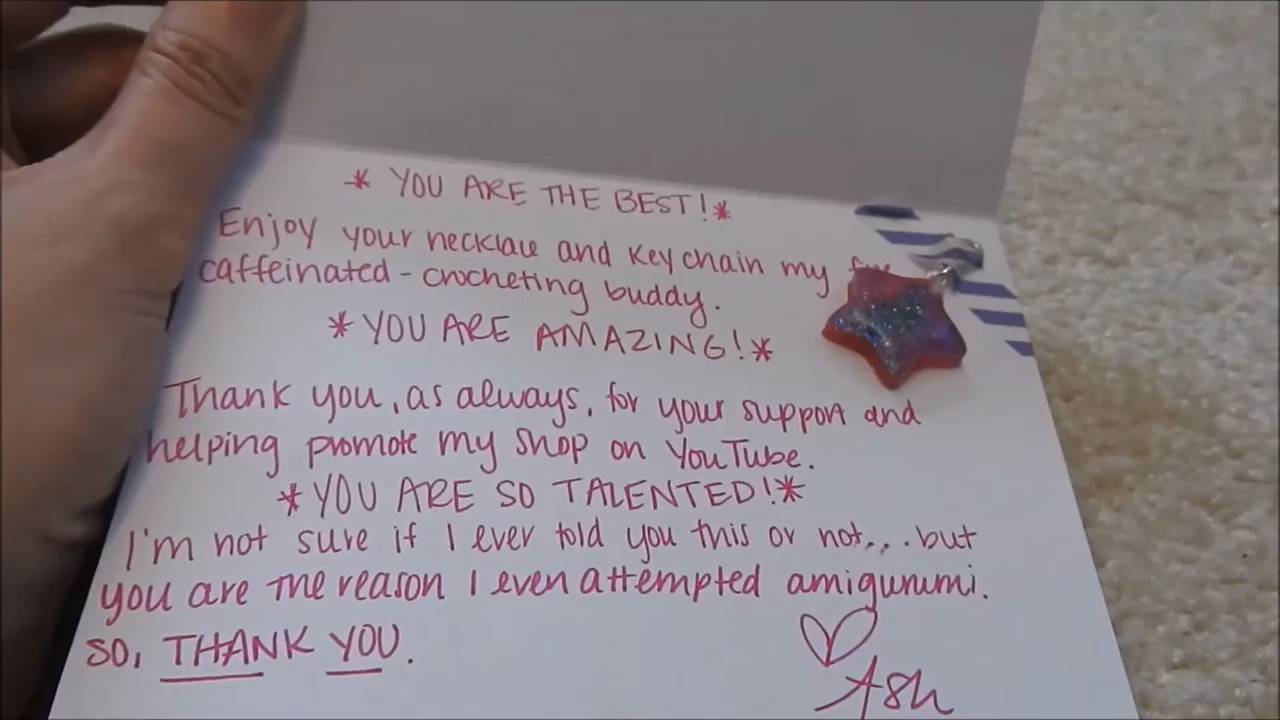 * YOU ARE THE BEST! *
Enjoy your necklace and keychain my
caffeinated - crocheting buddy.
* YOU ARE AMAZING! *
Thank you, as always, for your support and
helping promote my shop on YouTube.
* YOU ARE SO TALENTED! *
I'm not sure if I ever told you this or not... but
you are the reason I even attempted amigurumi.
SO, THANK YOU.
Ash